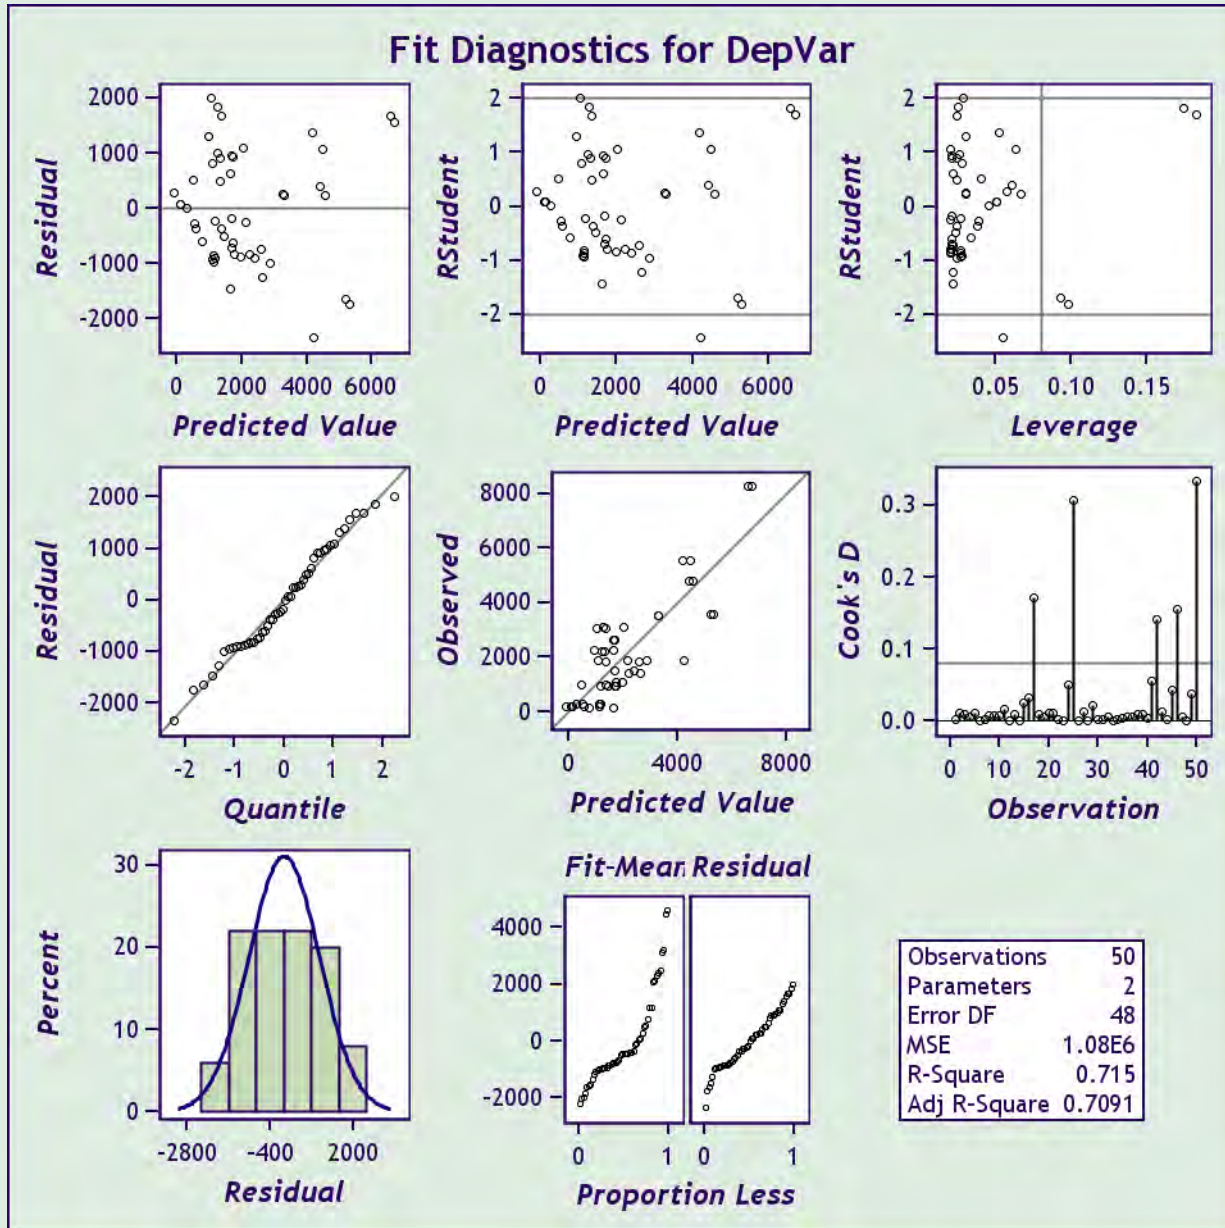 Fit Diagnostics for DepVar
Residual
2000
1000
0
-1000
-2000
0 2000 4000 6000
Predicted Value
RStudent
2
1
0
-1
-2
0 2000 4000 6000
Predicted Value
RStudent
2
1
0
-1
-2
0.05 0.10 0.15
Leverage
Residual
2000
1000
0
-1000
-2000
-2 -1 0 1 2
Quantile
Observed
8000
6000
4000
2000
0
0 4000 8000
Predicted Value
Cook's D
0.3
0.2
0.1
0.0
0 10 20 30 40 50
Observation
Percent
30
20
10
0
-2800 -400 2000
Residual
Fit-Mean Residual
4000
2000
0
-2000
0 1 0 1
Proportion Less
Observations 50
Parameters 2
Error DF 48
MSE 1.08E6
R-Square 0.715
Adj R-Square 0.7091